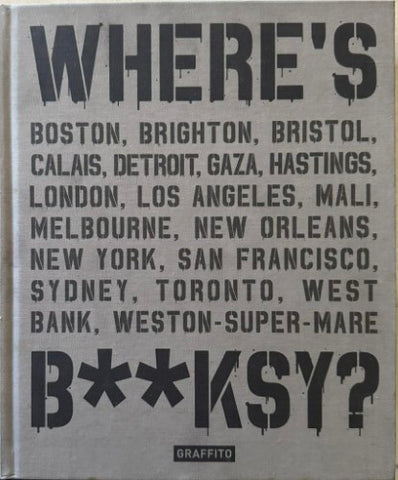 WHERE'S
BOSTON, BRIGHTON, BRISTOL,
CALAIS, DETROIT, GAZA, HASTINGS,
LONDON, LOS ANGELES, MALI,
MELBOURNE, NEW ORLEANS,
NEW YORK, SAN FRANCISCO,
SYDNEY, TORONTO, WEST
BANK, WESTON-SUPER-MARE
B**KSY?
GRAFFITO